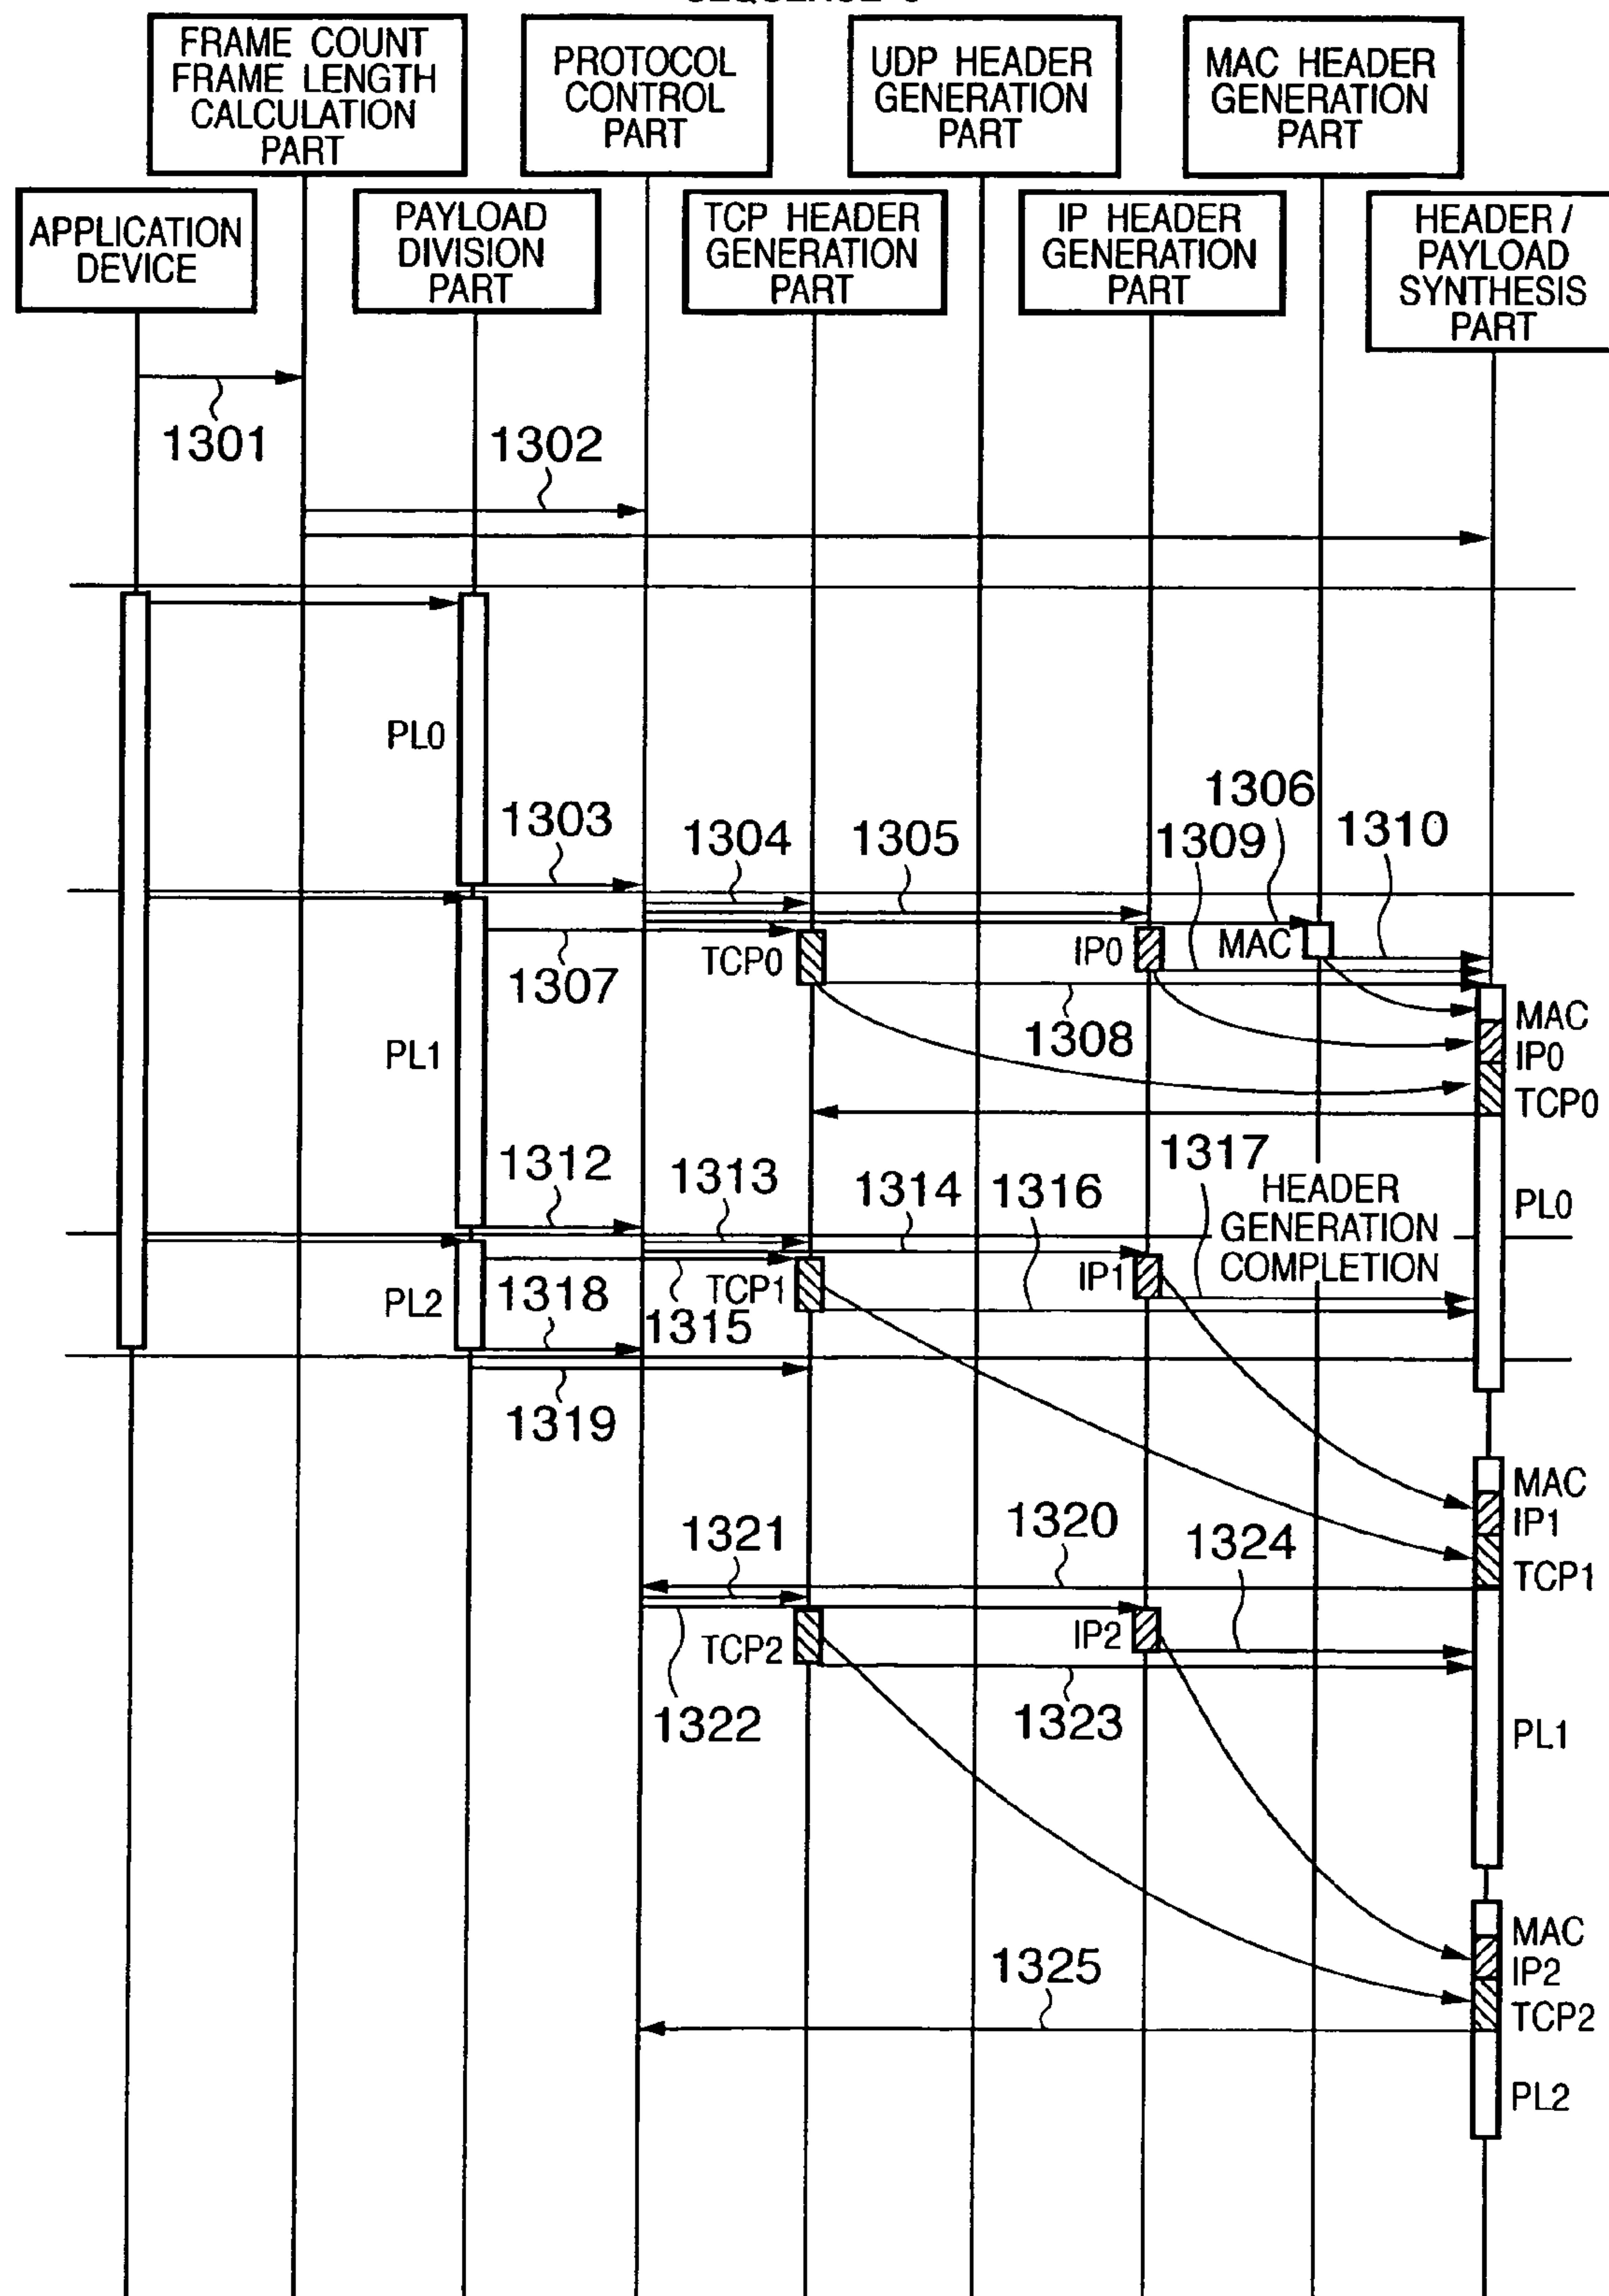 FRAME COUNT
FRAME LENGTH
CALCULATION
PART
PROTOCOL
CONTROL
PART
UDP HEADER
GENERATION
PART
MAC HEADER
GENERATION
PART
APPLICATION
DEVICE
PAYLOAD
DIVISION
PART
TCP HEADER
GENERATION
PART
IP HEADER
GENERATION
PART
HEADER/
PAYLOAD
SYNTHESIS
PART
1301
1302
PL0
1303
1304
1305
1306
1309
1310
1307
TCP0
IP0
MAC
1308
MAC
IP0
TCP0
PL1
1312
1313
1314
1316
1317
HEADER
GENERATION
COMPLETION
PL0
PL2
1318
1315
TCP1
IP1
1319
MAC
IP1
TCP1
1321
1320
1324
TCP2
IP2
1322
1323
PL1
1325
MAC
IP2
TCP2
PL2